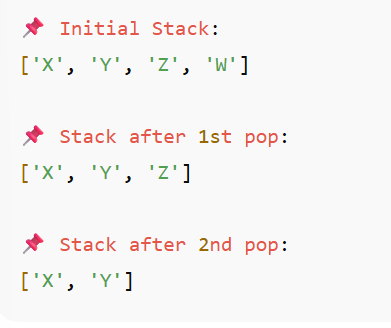 📌 Initial Stack:
['X', 'Y', 'Z', 'W']
📌 Stack after 1st pop:
['X', 'Y', 'Z']
📌 Stack after 2nd pop:
['X', 'Y']